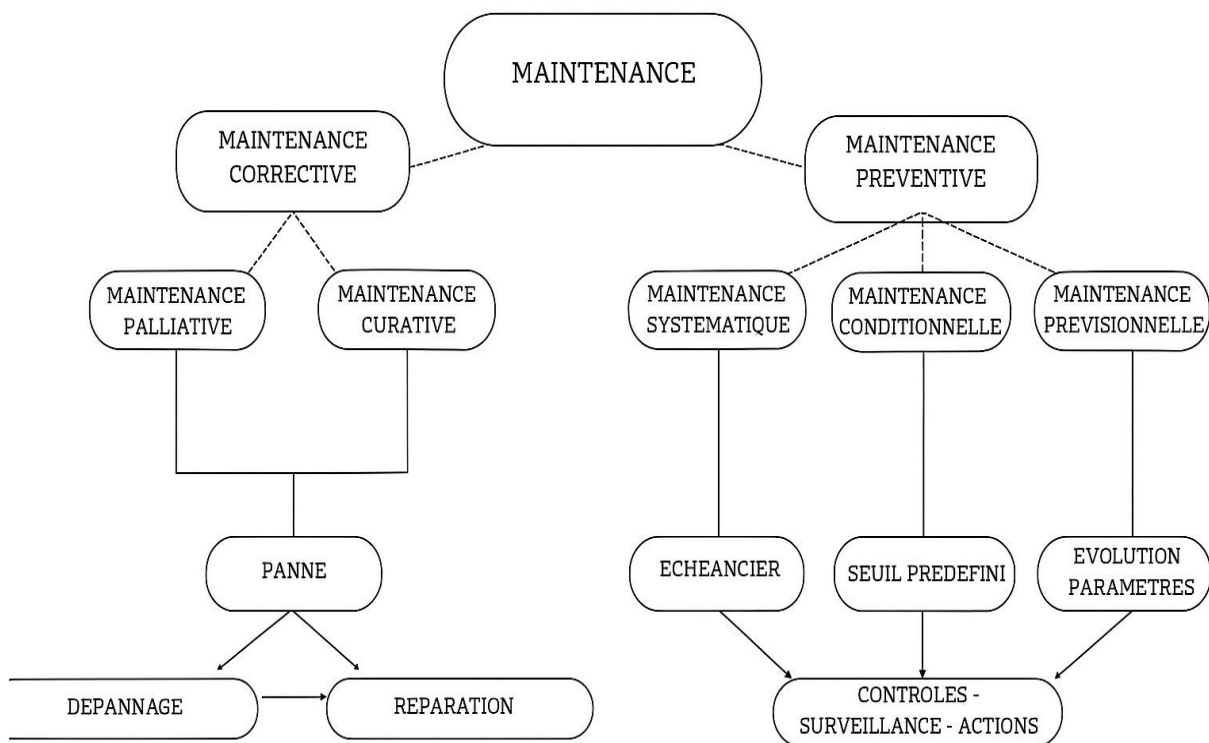 MAINTENANCE
MAINTENANCE
CORRECTIVE
MAINTENANCE
PREVENTIVE
MAINTENANCE
PALLIATIVE
MAINTENANCE
CURATIVE
MAINTENANCE
SYSTEMATIQUE
MAINTENANCE
CONDITIONNELLE
MAINTENANCE
PREVISIONNELLE
PANNE
ECHEANCIER
SEUIL PREDEFINI
EVOLUTION
PARAMETRES
DEPANNAGE
REPARATION
CONTROLES -
SURVEILLANCE - ACTIONS